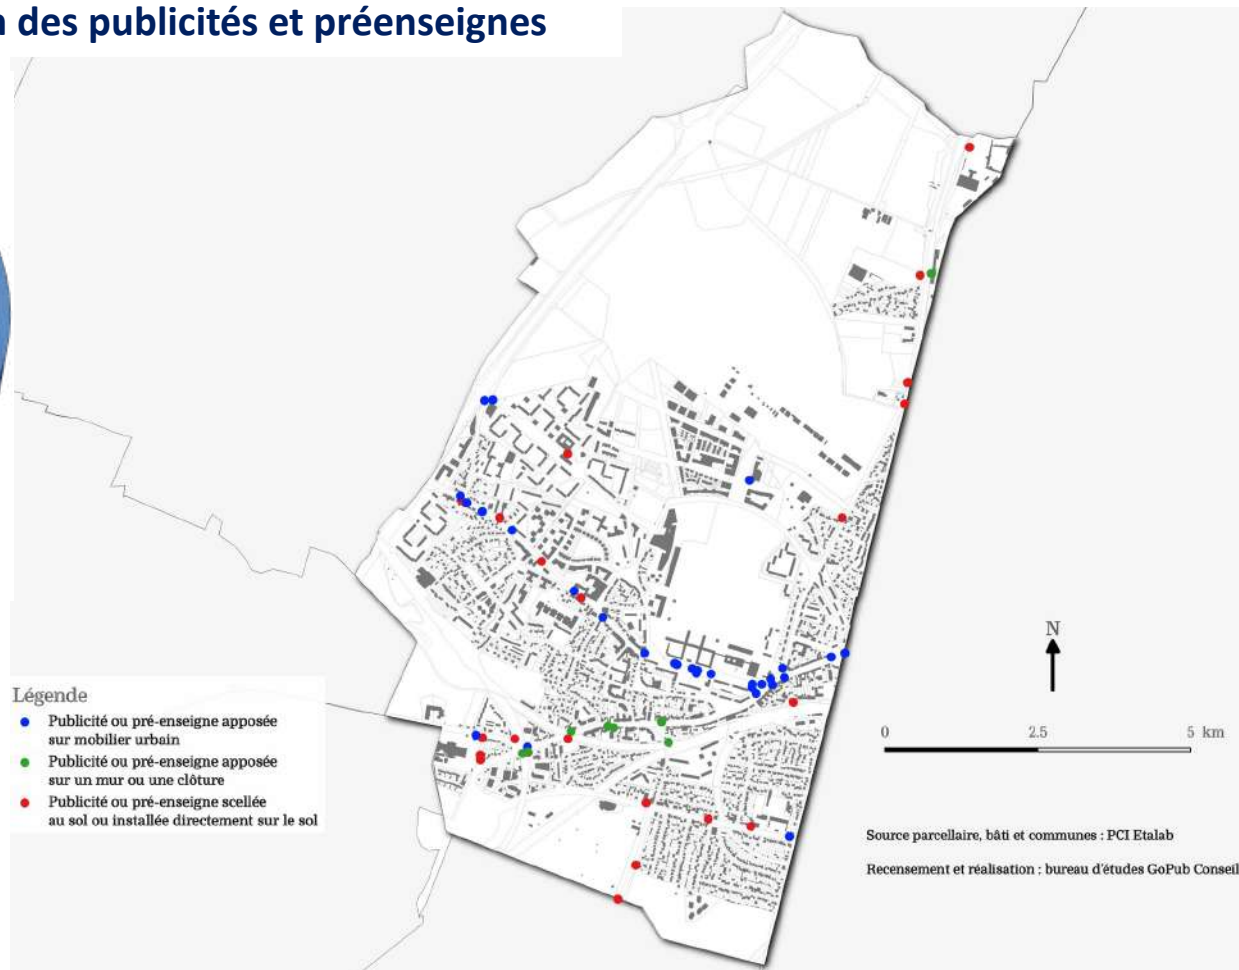 des publicités et préenseignes
N
0 2.5 5 km
Légende
Publicité ou pré-enseigne apposée
sur mobilier urbain
Publicité ou pré-enseigne apposée
sur un mur ou une clôture
Publicité ou pré-enseigne scellée
au sol ou installée directement sur le sol
Source parcellaire, bâti et communes : PCI Etalab
Recensement et réalisation : bureau d'études GoPub Conseil